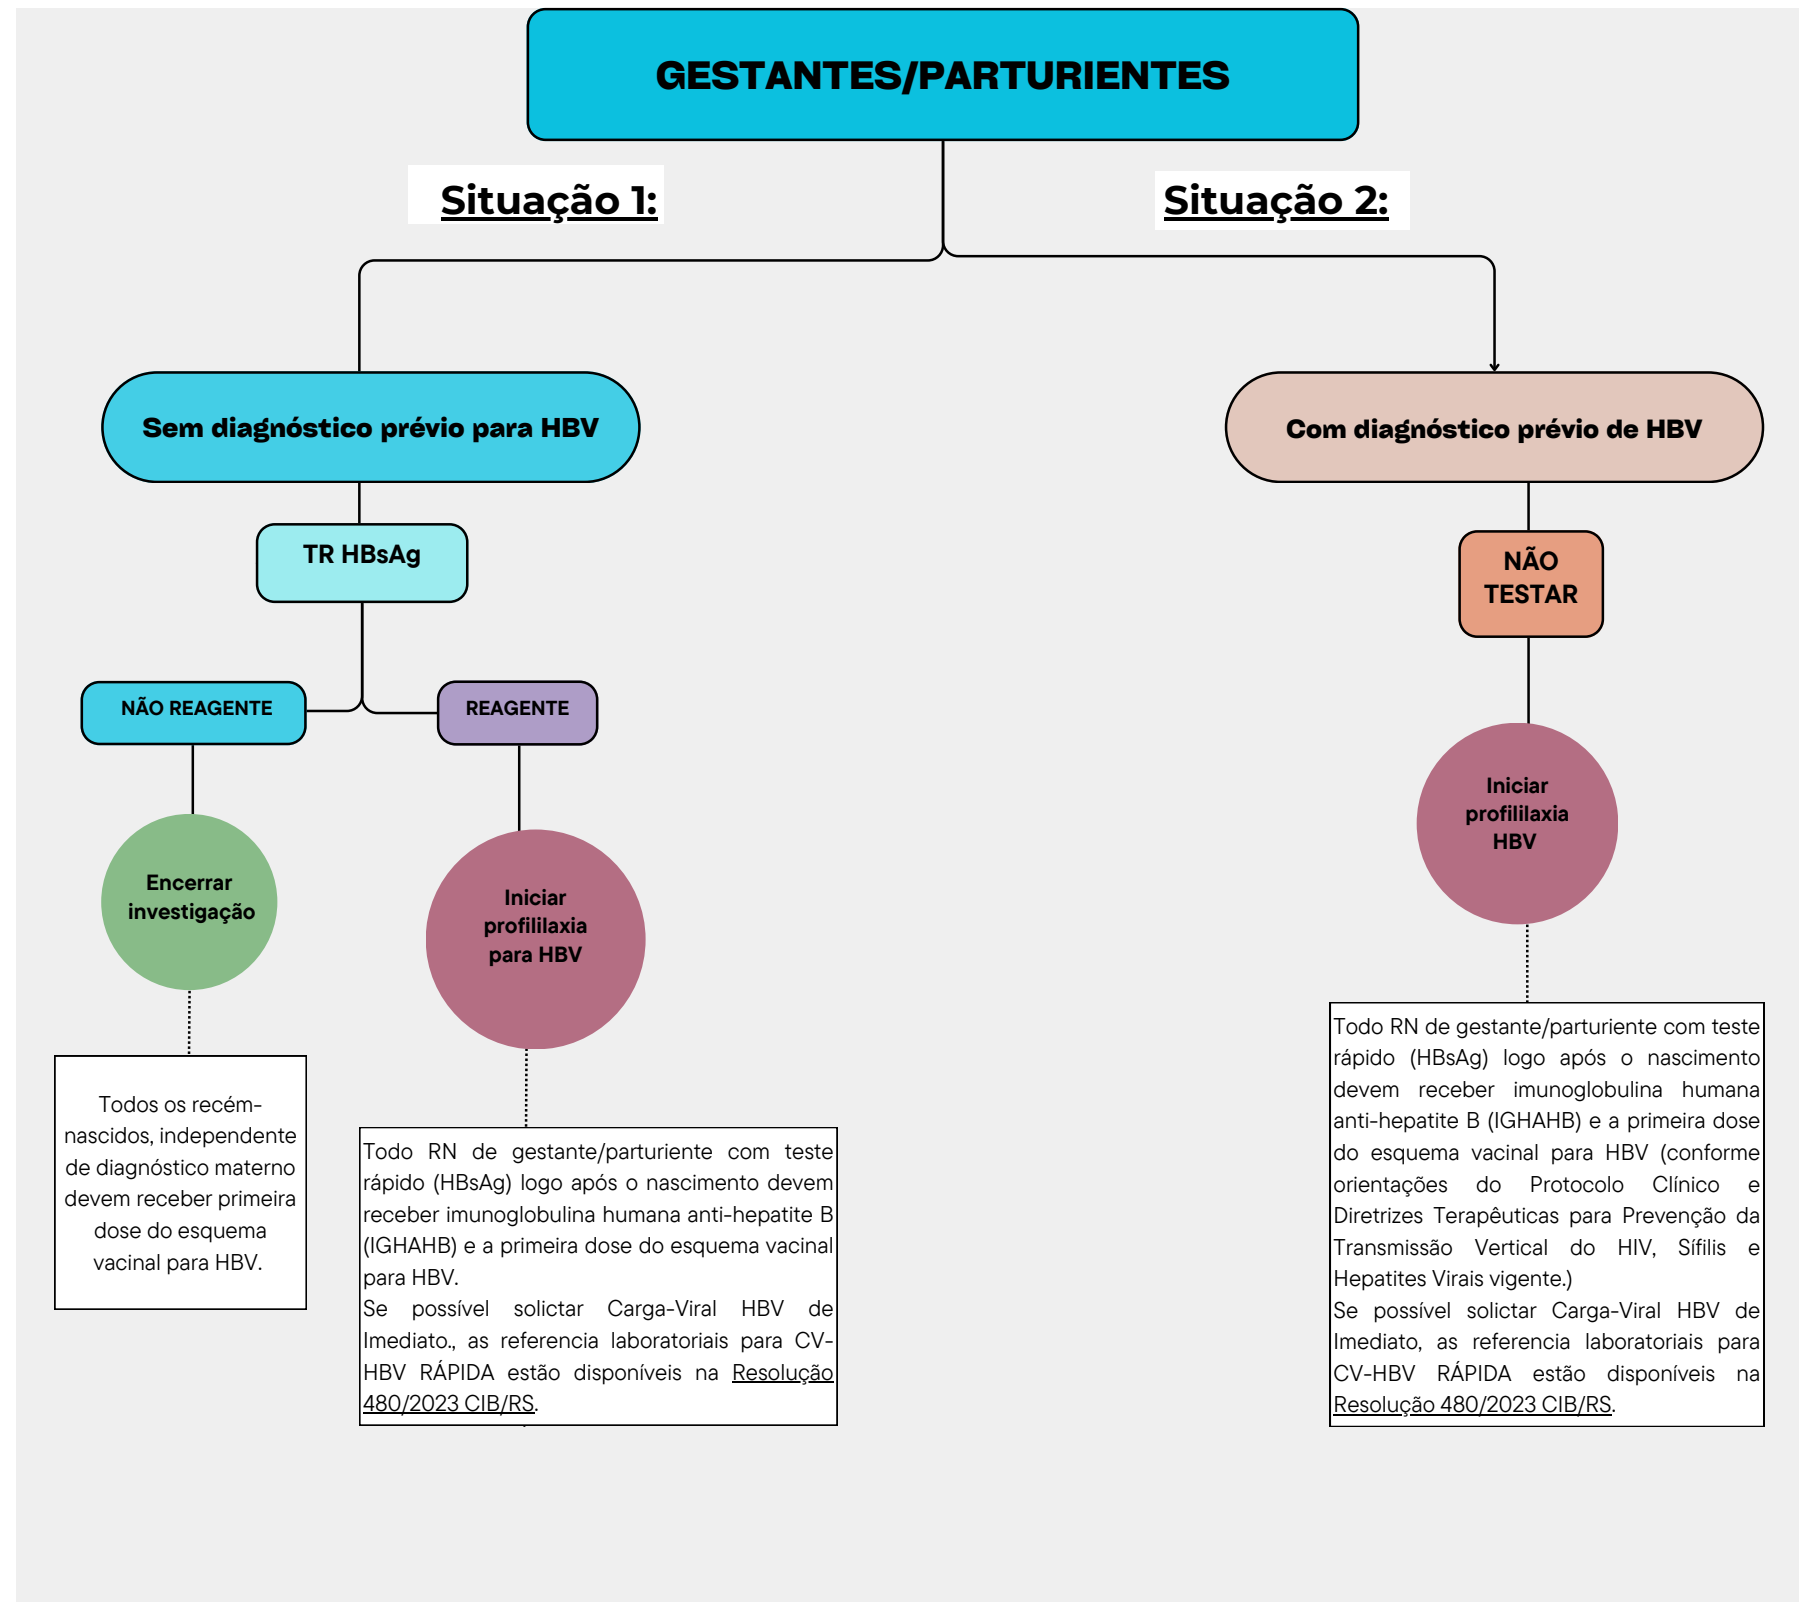 GESTANTES/PARTURIENTES
Situação 1:
Situação 2:
Sem diagnóstico prévio para HBV
Com diagnóstico prévio de HBV
TR HBsAg
NÃO
TESTAR
NÃO REAGENTE
REAGENTE
Encerrar
investigação
Iniciar
profililaxia
para HBV
Iniciar
profililaxia
HBV
Todos os recém-
nascidos, independente
de diagnóstico materno
devem receber primeira
dose do esquema
vacinal para HBV.
Todo RN de gestante/parturiente com teste
rápido (HBsAg) logo após o nascimento devem
receber imunoglobulina humana anti-hepatite B
(IGHAHB) e a primeira dose do esquema vacinal
para HBV.
Se possível solictar Carga-Viral HBV de
Imediato., as referencia laboratoriais para CV-
HBV RÁPIDA estão disponíveis na Resolução
480/2023 CIB/RS.
Todo RN de gestante/parturiente com teste
rápido (HBsAg) logo após o nascimento
devem receber imunoglobulina humana
anti-hepatite B (IGHAHB) e a primeira dose
do esquema vacinal para HBV (conforme
orientações do Protocolo Clínico e
Diretrizes Terapêuticas para Prevenção da
Transmissão Vertical do HIV, Sífilis e
Hepatites Virais vigente.)
Se possível solictar Carga-Viral HBV de
Imediato, as referencia laboratoriais para
CV-HBV RÁPIDA estão disponíveis na
Resolução 480/2023 CIB/RS.